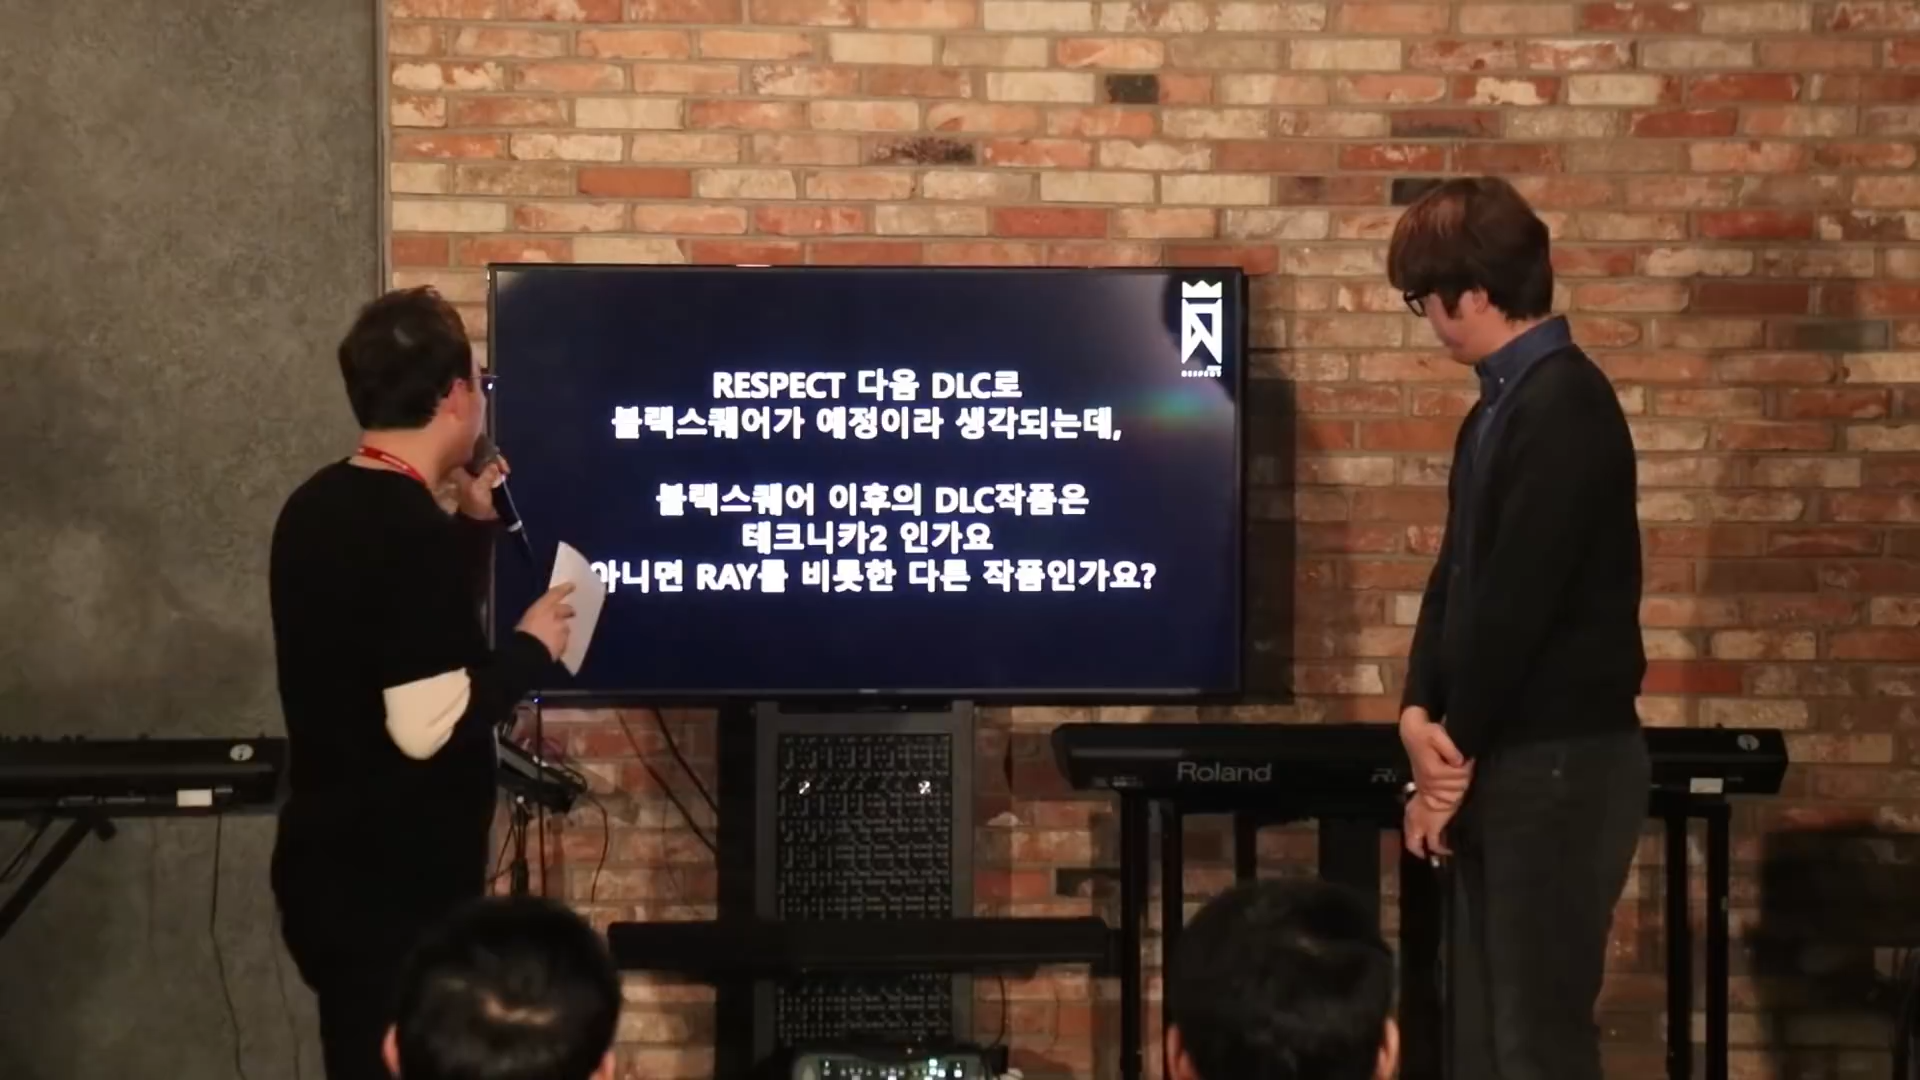 RESPECT
RESPECT 다음 DLC로
블랙스퀘어가 예정이라 생각되는데,
블랙스퀘어 이후의 DLC작품은
테크니카2 인가요
아니면 RAY를 비롯한 다른 작품인가요?
Roland